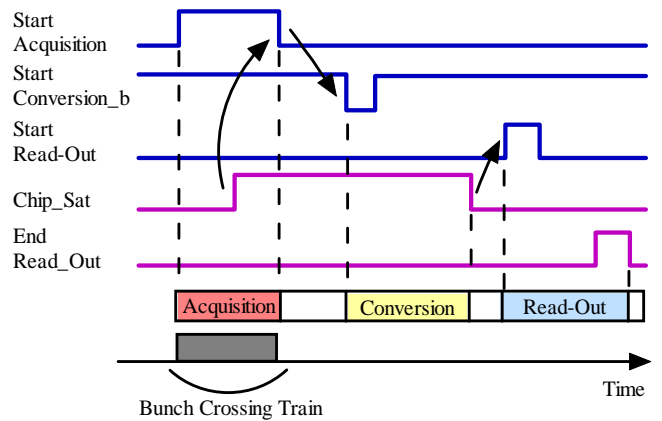 Start
Acquisition
Start
Conversion_b
Start
Read-Out
Chip_Sat
End
Read_Out
Acquisition Conversion Read-Out
Time
Bunch Crossing Train